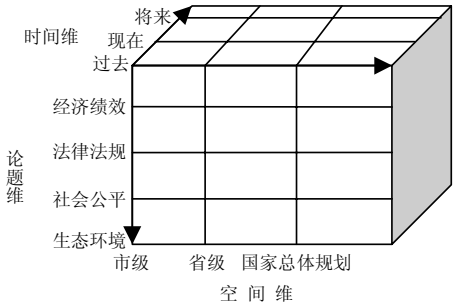 将来
时间维
现在
过去
经济绩效
法律法规
论题维
社会公平
生态环境
市级 省级 国家总体规划
空间维